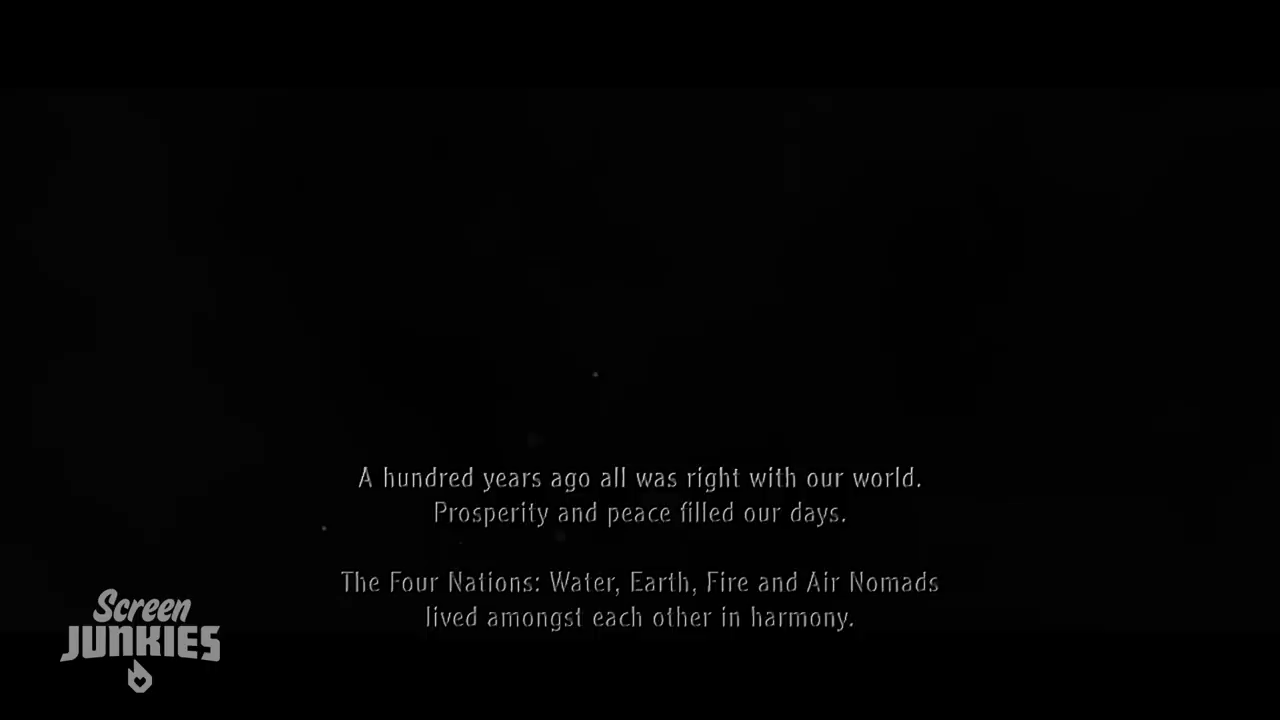 A hundred years ago all was right with our world.
Prosperity and peace filled our days.
The Four Nations: Water, Earth, Fire and Air Nomads
lived amongst each other in harmony.
Screen
JUNKIES